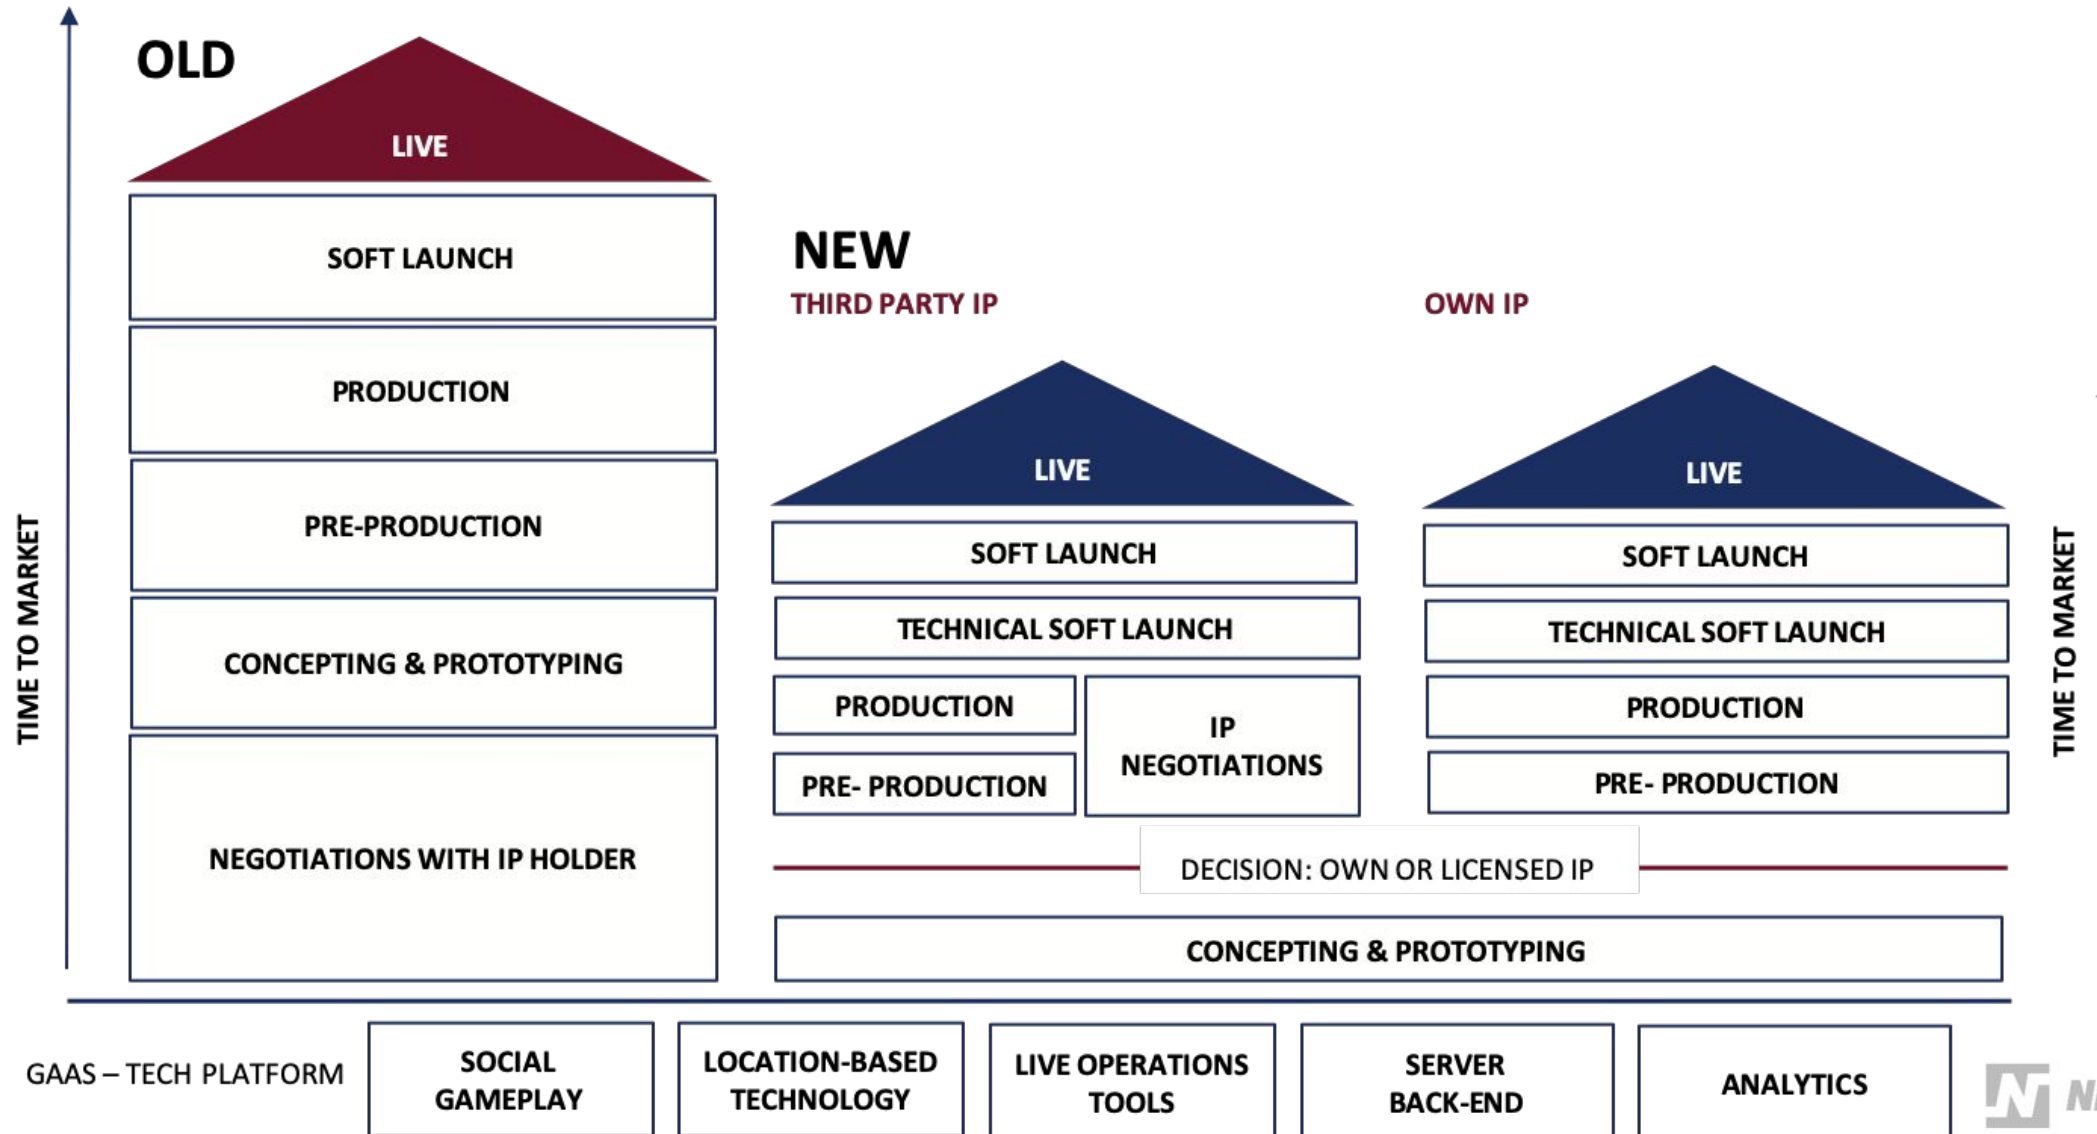 OLD
LIVE
SOFT LAUNCH
PRODUCTION
PRE-PRODUCTION
CONCEPTING & PROTOTYPING
NEGOTIATIONS WITH IP HOLDER
TIME TO MARKET
NEW
THIRD PARTY IP
LIVE
SOFT LAUNCH
TECHNICAL SOFT LAUNCH
PRODUCTION
PRE- PRODUCTION
IP
NEGOTIATIONS
OWN IP
LIVE
SOFT LAUNCH
TECHNICAL SOFT LAUNCH
PRODUCTION
PRE- PRODUCTION
TIME TO MARKET
DECISION: OWN OR LICENSED IP
CONCEPTING & PROTOTYPING
GAAS – TECH PLATFORM
SOCIAL
GAMEPLAY
LOCATION-BASED
TECHNOLOGY
LIVE OPERATIONS
TOOLS
SERVER
BACK-END
ANALYTICS